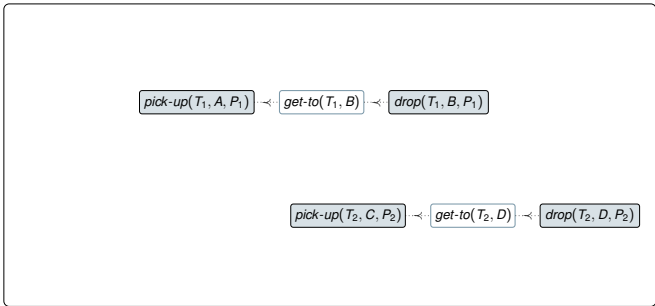 pick-up(T₁, A, P₁) ≺ get-to(T₁, B) ≺ drop(T₁, B, P₁)
pick-up(T₂, C, P₂) ≺ get-to(T₂, D) ≺ drop(T₂, D, P₂)